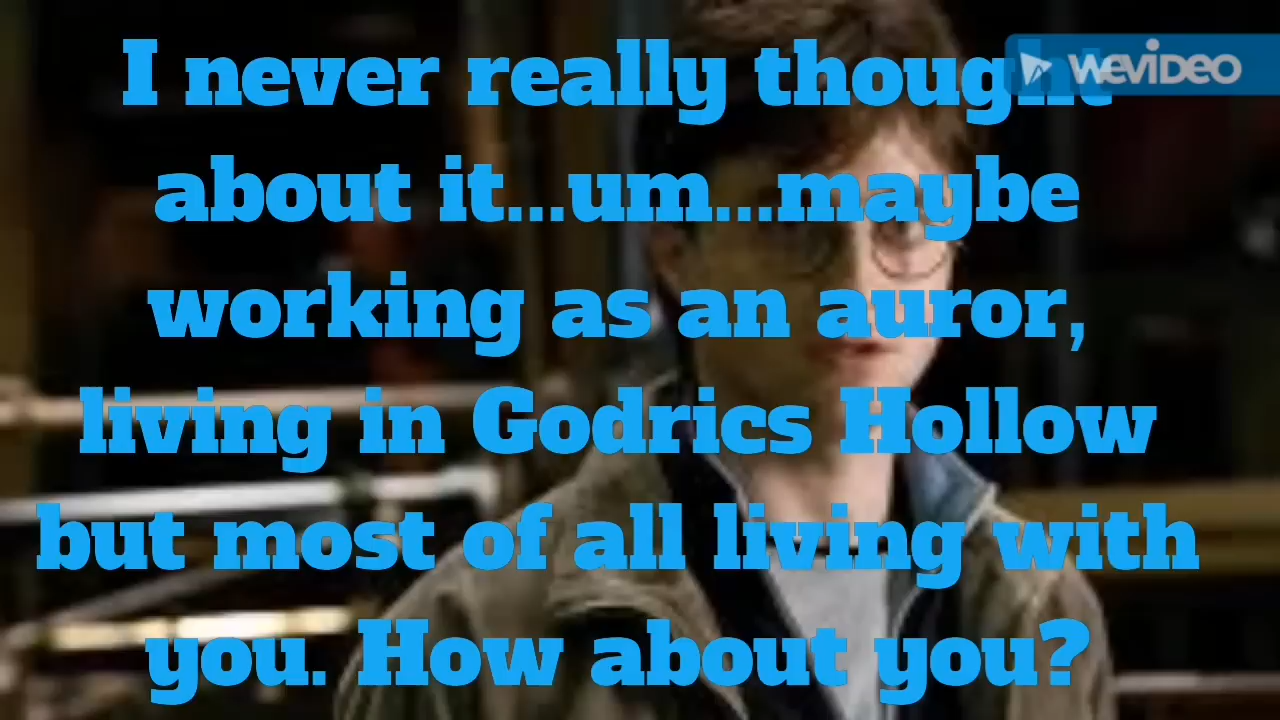 I never really thought
about it...um...maybe
working as an auror,
living in Godrics Hollow
but most of all living with
you. How about you?
WEVIDEO